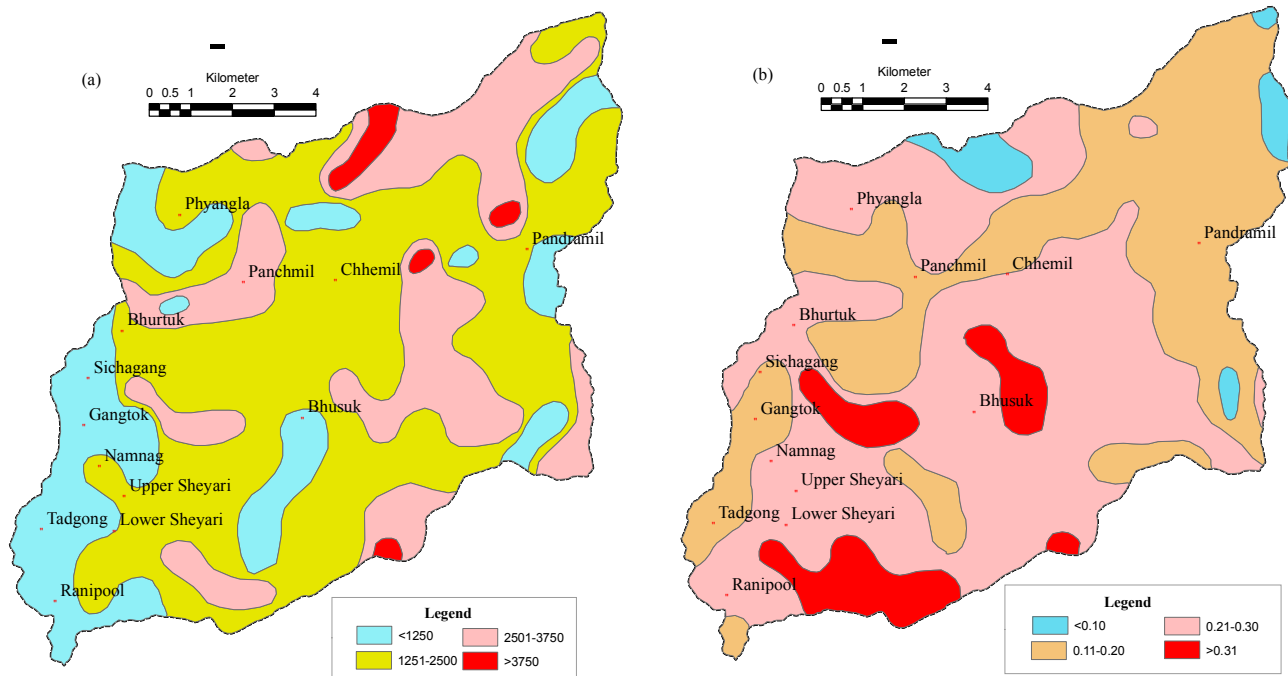 (a)
Kilometer
0 0.5 1 2 4
Phyangla
Pandramil
Panchmil
Chhemil
Bhurtuk
Sichagang
Gangtok
Bhusuk
Namnag
Upper Sheyari
Tadgong
Lower Sheyari
Ranipool
Legend
<1250
2501-3750
1251-2500
>3750
(b)
Kilometer
0 0.5 1 2 4
Phyangla
Pandramil
Panchmil
Chhemil
Bhurtuk
Sichagang
Gangtok
Bhusuk
Namnag
Upper Sheyari
Tadgong
Lower Sheyari
Ranipool
Legend
<0.10
0.21-0.30
0.11-0.20
>0.31